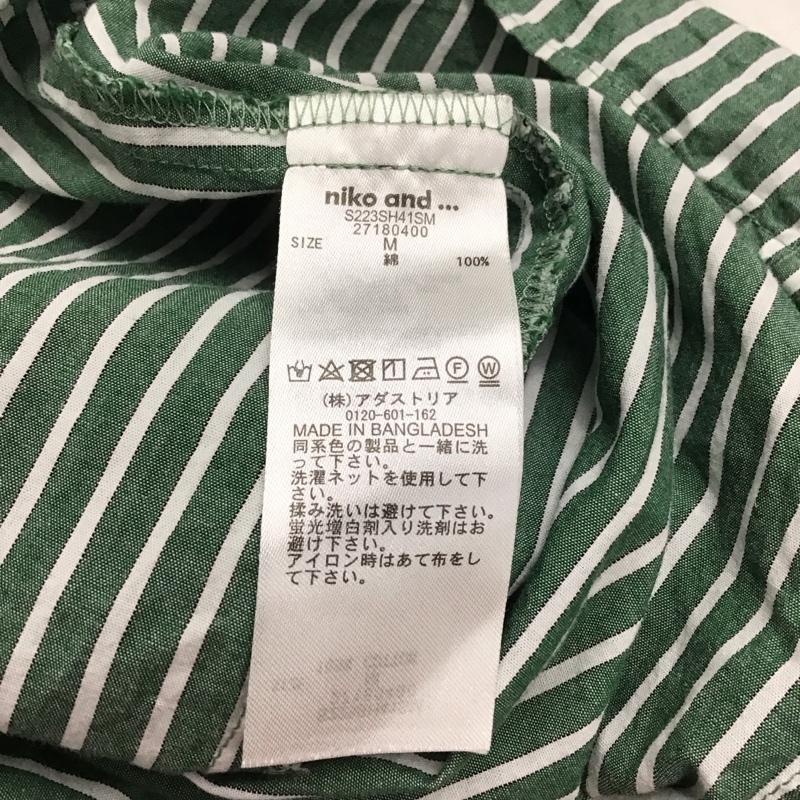 niko and ...
S223SH41SM
27180400
SIZE M
綿 100%
F W
(株)アダストリア
0120-601-162
MADE IN BANGLADESH
同系色の製品と一緒に洗
って下さい。
洗濯ネットを使用して下
さい。
揉み洗いは避けて下さい。
蛍光増白剤入り洗剤はお
避け下さい。
アイロン時はあて布をし
て下さい。